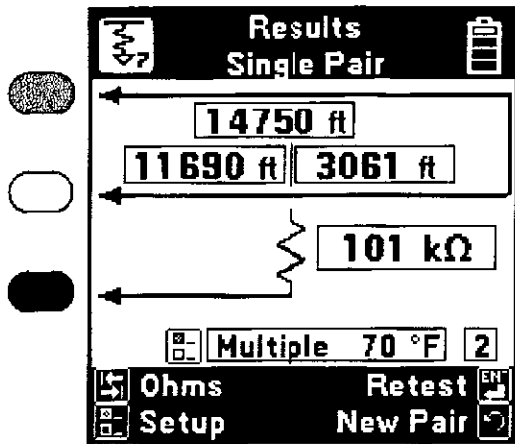 Results
Single Pair
14750 ft
11690 ft 3061 ft
101 kΩ
Multiple 70 °F 2
Ohms Retest ENT
Setup New Pair